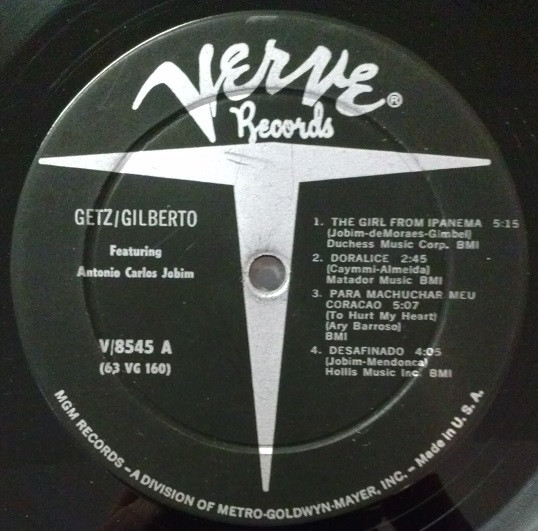 VERVE®
Records
GETZ/GILBERTO
Featuring
Antonio Carlos Jobim
V/8545 A
(63 VG 160)
1. THE GIRL FROM IPANEMA 5:15
(Jobim-deMoraes-Gimbel)
Duchess Music Corp. BMI
2. DORALICE 2:45
(Caymmi-Almeida)
Matador Music BMI
3. PARA MACHUCHAR MEU
CORACAO 5:07
(To Hurt My Heart)
(Ary Barroso)
BMI
4. DESAFINADO 4:05
(Jobim-Mendonca)
Hollis Music Inc. BMI
MGM RECORDS – A DIVISION OF METRO-GOLDWYN-MAYER, INC. – Made in U. S. A.